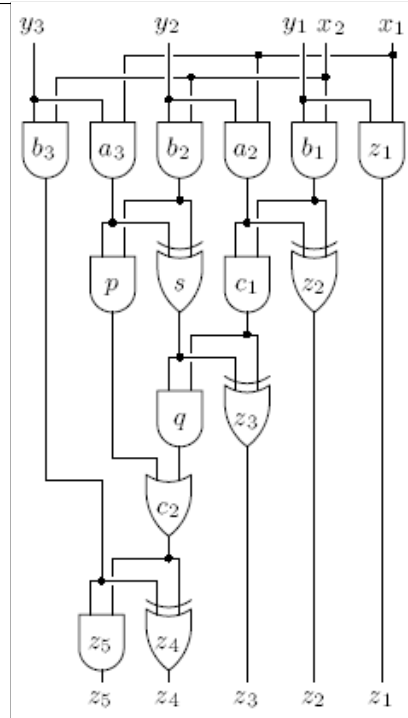 y₃ y₂ y₁ x₂ x₁
b₃ a₃ b₂ a₂ b₁ z₁
p s c₁ z₂
q z₃
c₂
z₅ z₄
z₅ z₄ z₃ z₂ z₁